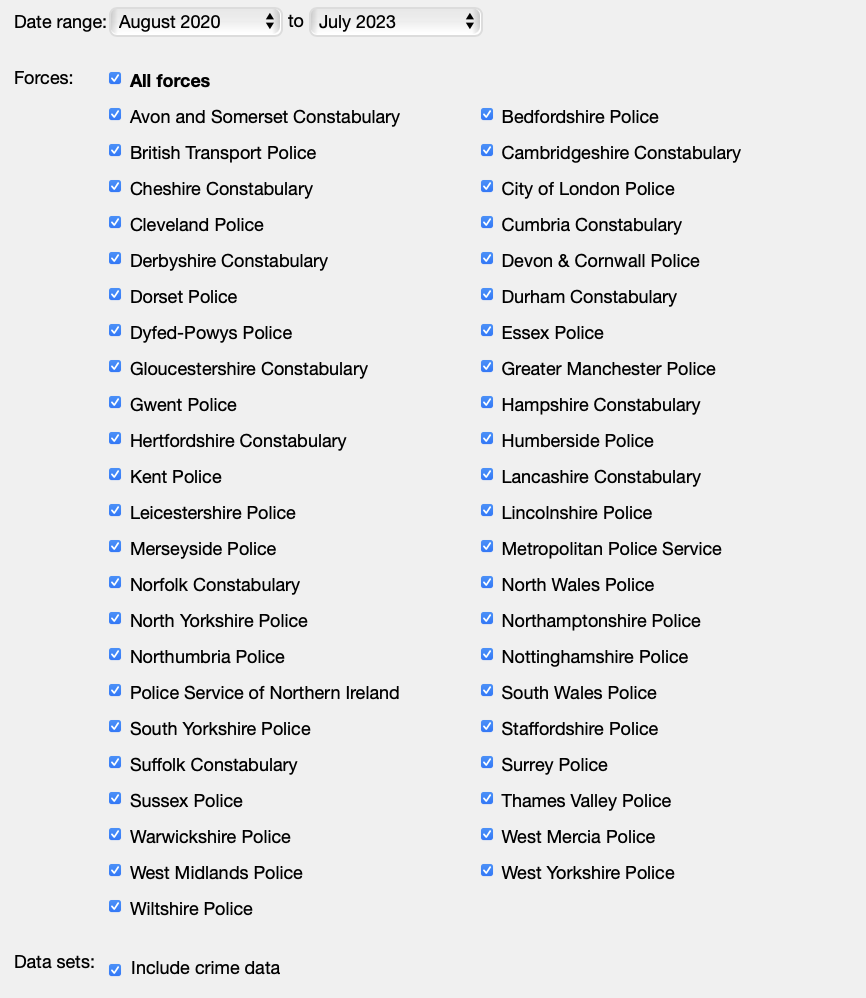 Date range: August 2020 to July 2023
Forces: All forces
Avon and Somerset Constabulary Bedfordshire Police
British Transport Police Cambridgeshire Constabulary
Cheshire Constabulary City of London Police
Cleveland Police Cumbria Constabulary
Derbyshire Constabulary Devon & Cornwall Police
Dorset Police Durham Constabulary
Dyfed-Powys Police Essex Police
Gloucestershire Constabulary Greater Manchester Police
Gwent Police Hampshire Constabulary
Hertfordshire Constabulary Humberside Police
Kent Police Lancashire Constabulary
Leicestershire Police Lincolnshire Police
Merseyside Police Metropolitan Police Service
Norfolk Constabulary North Wales Police
North Yorkshire Police Northamptonshire Police
Northumbria Police Nottinghamshire Police
Police Service of Northern Ireland South Wales Police
South Yorkshire Police Staffordshire Police
Suffolk Constabulary Surrey Police
Sussex Police Thames Valley Police
Warwickshire Police West Mercia Police
West Midlands Police West Yorkshire Police
Wiltshire Police
Data sets: Include crime data